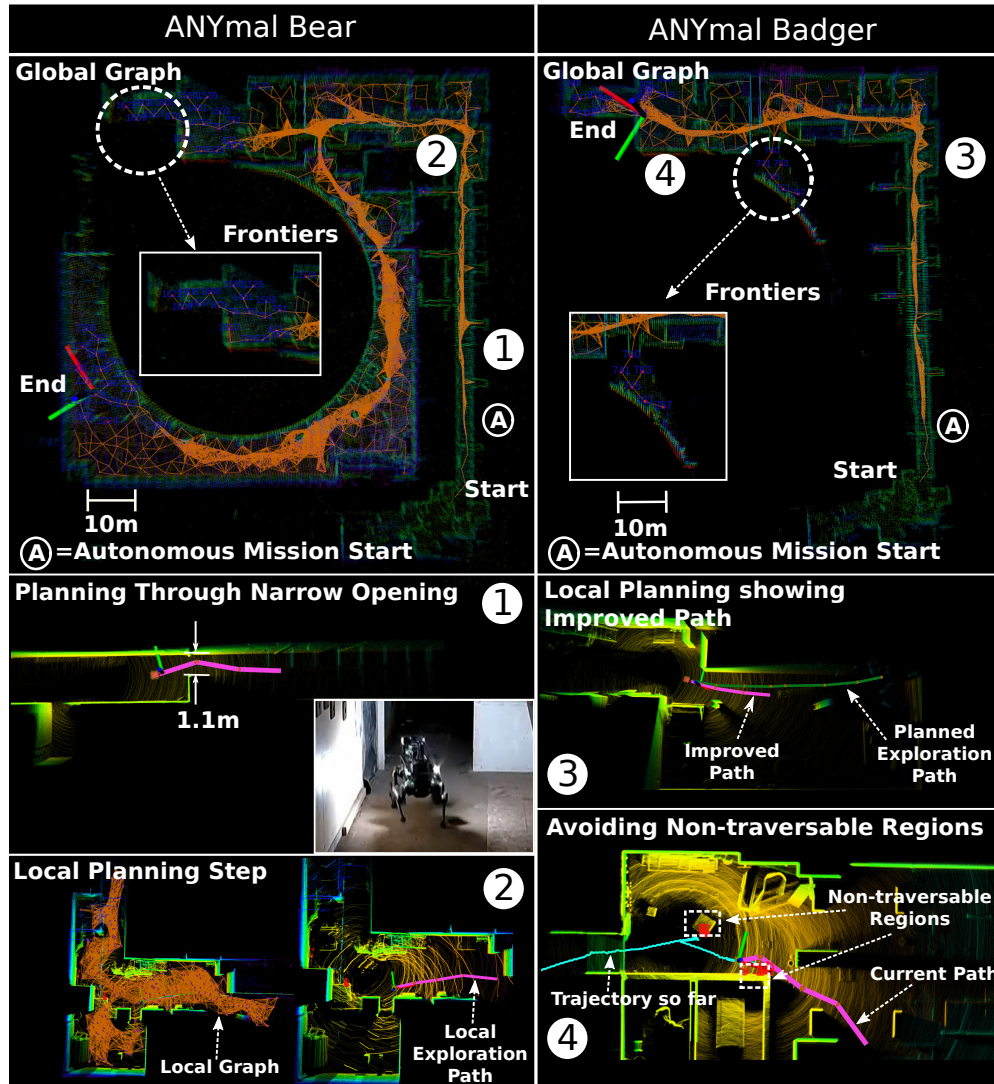 ANYmal Bear
Global Graph
2
Frontiers
1
End
A
Start
10m
A =Autonomous Mission Start
ANYmal Badger
Global Graph
End
3
4
Frontiers
A
Start
10m
A =Autonomous Mission Start
Planning Through Narrow Opening
1
1.1m
Local Planning Step
2
Local Graph
Local
Exploration
Path
Local Planning showing
Improved Path
Improved
Path
Planned
Exploration
Path
3
Avoiding Non-traversable Regions
Non-traversable
Regions
Trajectory so far
Current Path
4